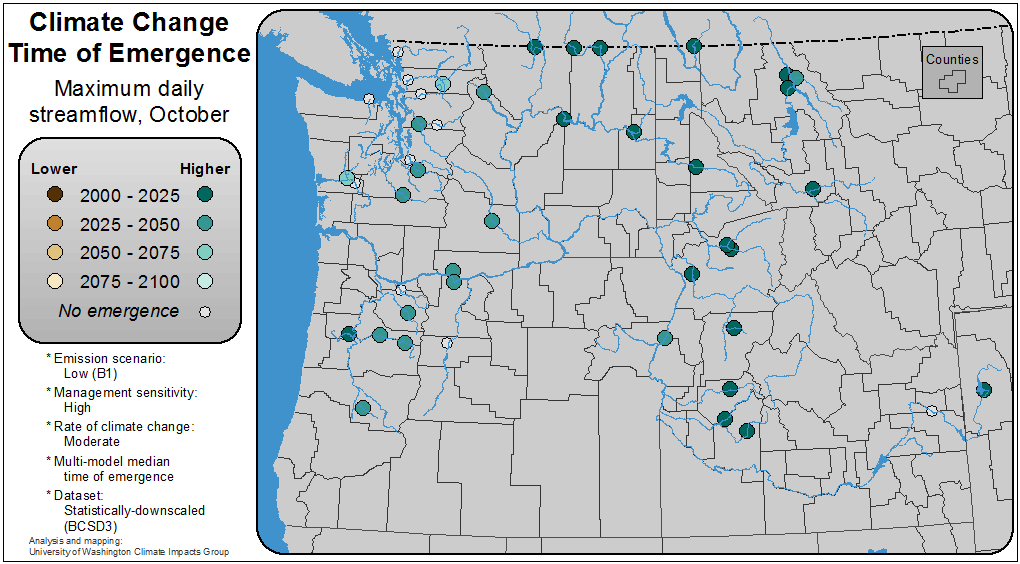 Climate Change
Time of Emergence
Maximum daily
streamflow, October
Lower Higher
2000 - 2025
2025 - 2050
2050 - 2075
2075 - 2100
No emergence
* Emission scenario:
Low (B1)
* Management sensitivity:
High
* Rate of climate change:
Moderate
* Multi-model median
time of emergence
* Dataset:
Statistically-downscaled
(BCSD3)
Analysis and mapping:
University of Washington Climate Impacts Group
Counties